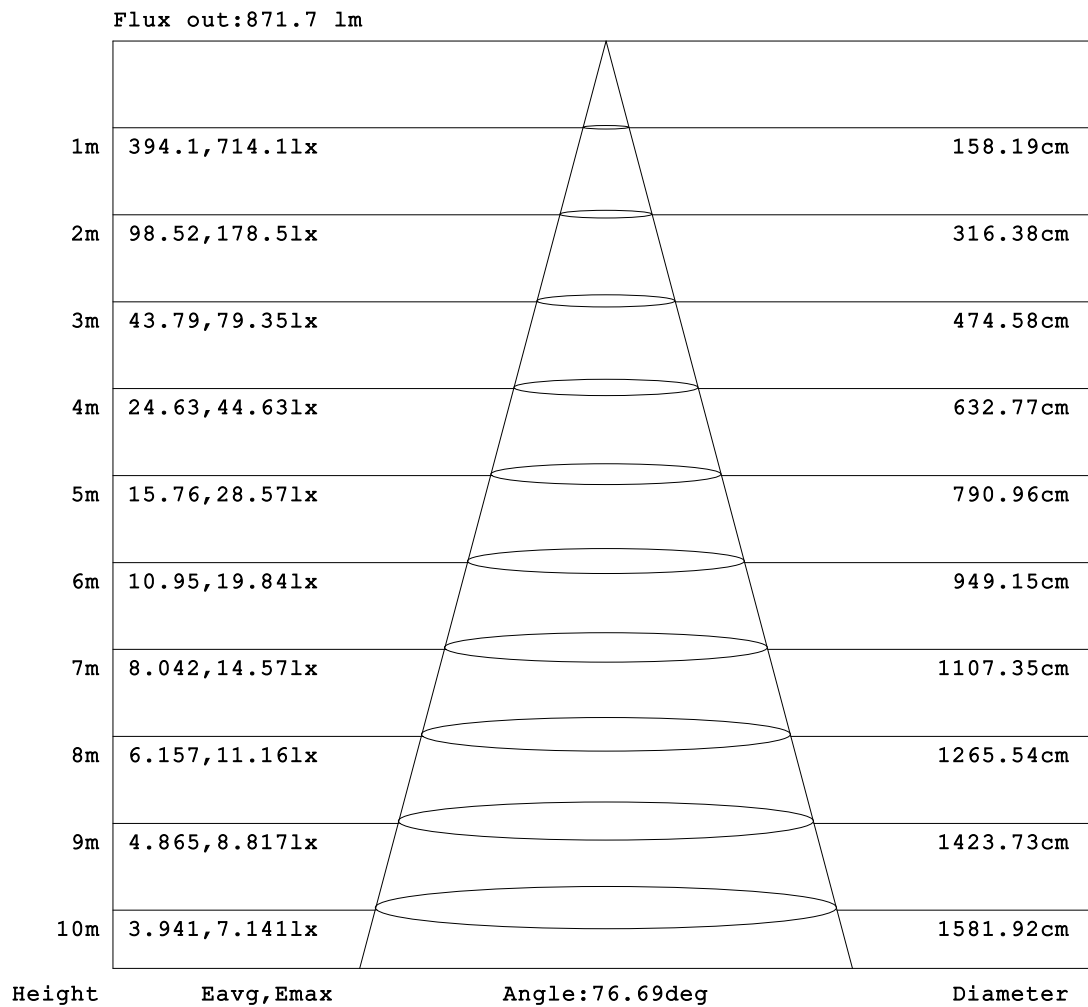 Flux out:871.7 lm
1m 394.1,714.1lx 158.19cm
2m 98.52,178.5lx 316.38cm
3m 43.79,79.35lx 474.58cm
4m 24.63,44.63lx 632.77cm
5m 15.76,28.57lx 790.96cm
6m 10.95,19.84lx 949.15cm
7m 8.042,14.57lx 1107.35cm
8m 6.157,11.16lx 1265.54cm
9m 4.865,8.817lx 1423.73cm
10m 3.941,7.141lx 1581.92cm
Height Eavg,Emax Angle:76.69deg Diameter